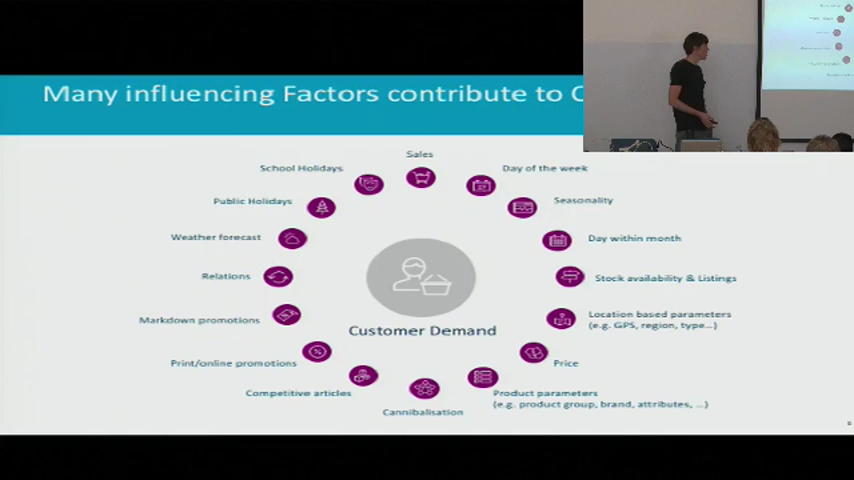 Many influencing Factors contribute to C
Sales
School Holidays
Day of the week
Public Holidays
Seasonality
Weather forecast
Day within month
Relations
Stock availability & Listings
Markdown promotions
Location based parameters
(e.g. GPS, region, type...)
Customer Demand
Print/online promotions
Price
Competitive articles
Product parameters
(e.g. product group, brand, attributes, ...)
Cannibalisation